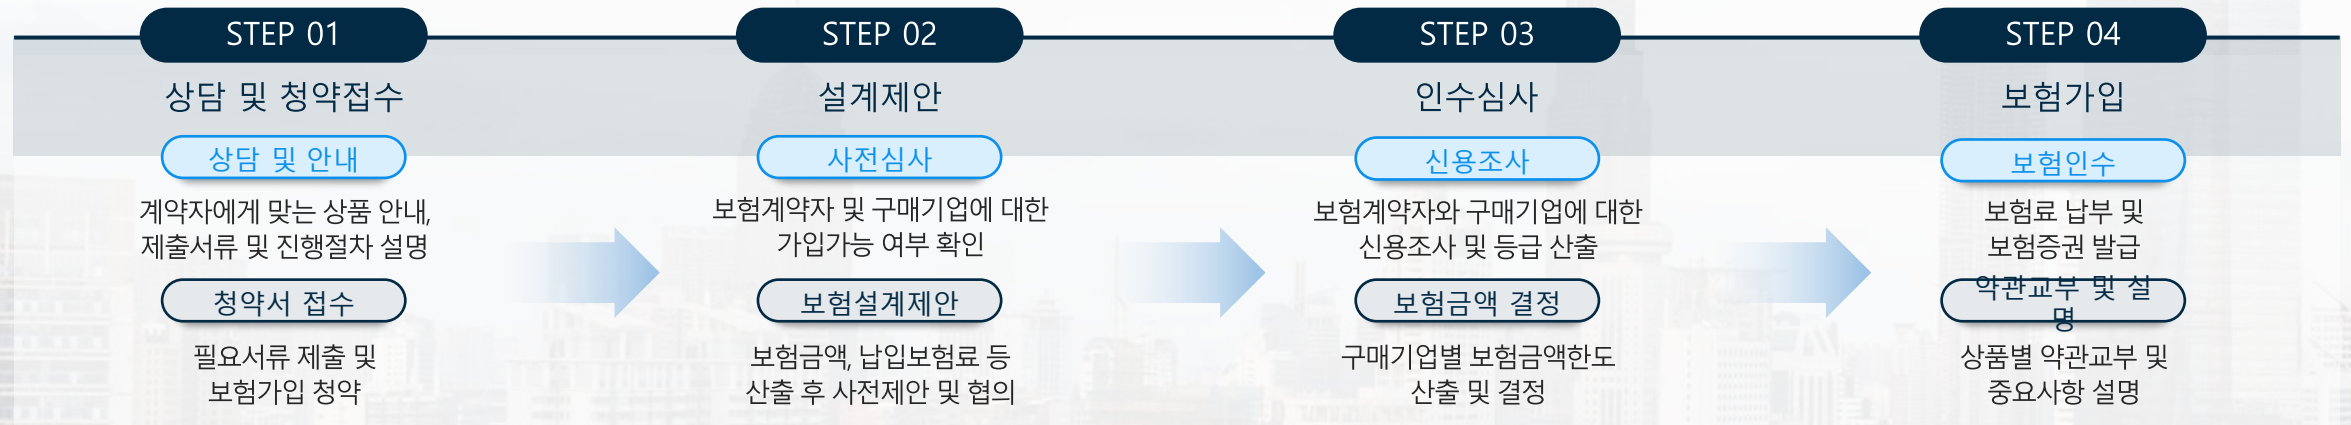 STEP 01
상담 및 청약접수
상담 및 안내
계약자에게 맞는 상품 안내,
제출서류 및 진행절차 설명
청약서 접수
필요서류 제출 및
보험가입 청약
STEP 02
설계제안
사전심사
보험계약자 및 구매기업에 대한
가입가능 여부 확인
보험설계제안
보험금액, 납입보험료 등
산출 후 사전제안 및 협의
STEP 03
인수심사
신용조사
보험계약자와 구매기업에 대한
신용조사 및 등급 산출
보험금액 결정
구매기업별 보험금액한도
산출 및 결정
STEP 04
보험가입
보험인수
보험료 납부 및
보험증권 발급
약관교부 및 설
명
상품별 약관교부 및
중요사항 설명